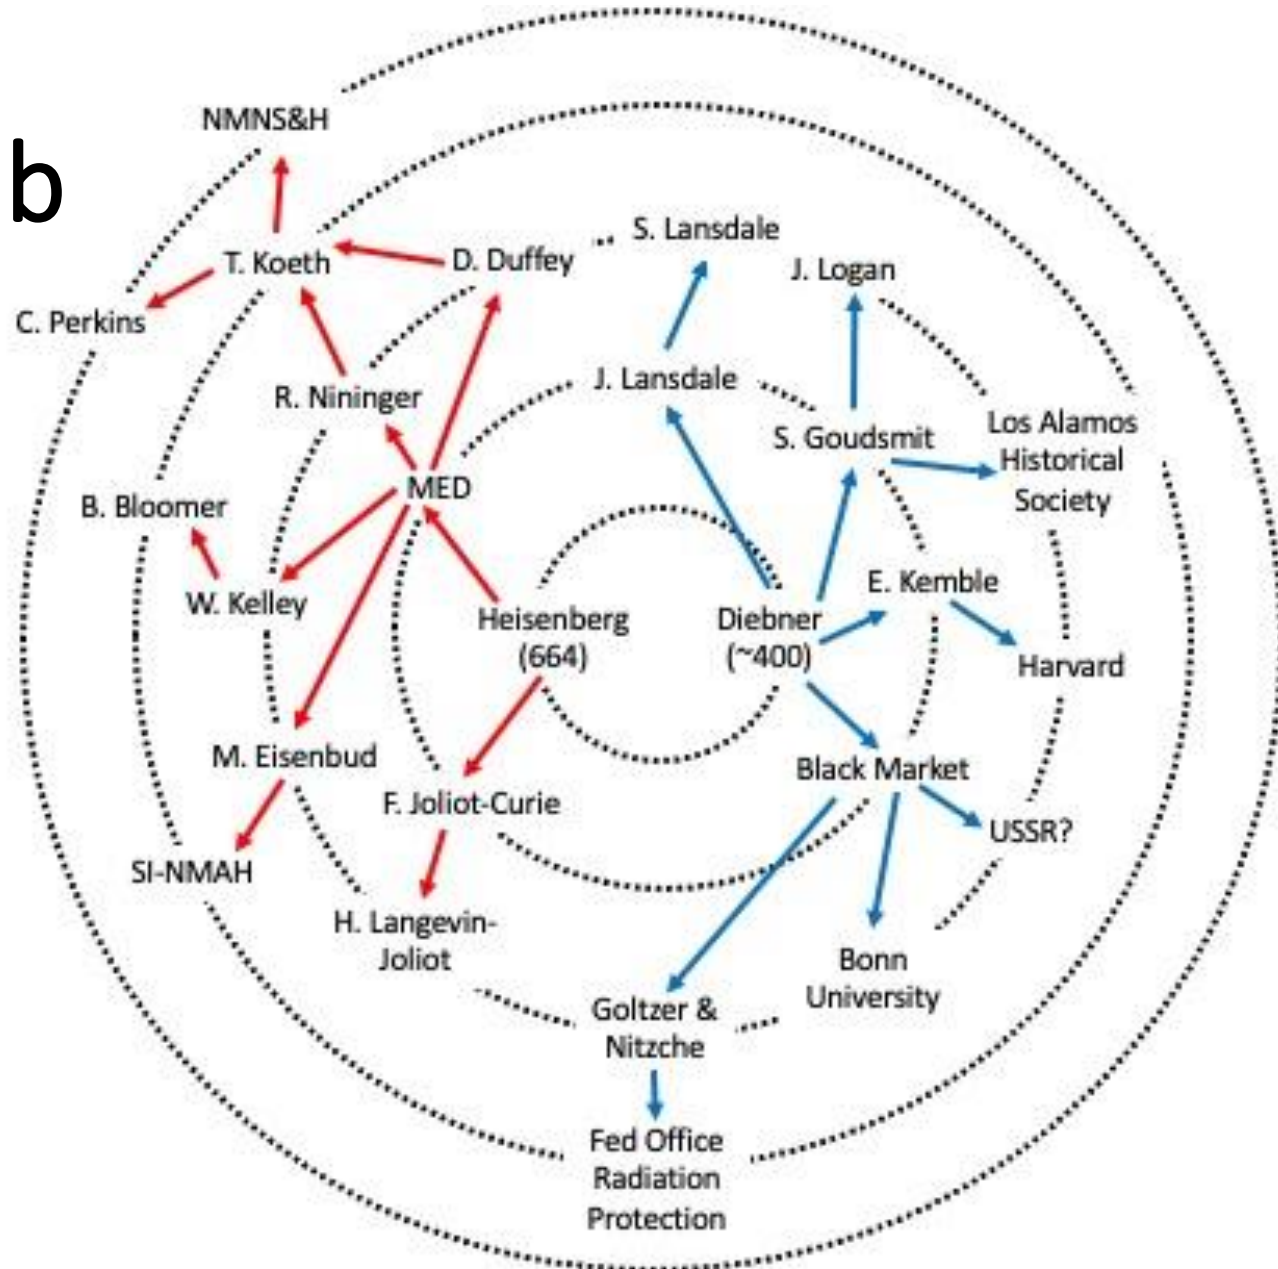 NMNS&H
b
S. Lansdale
T. Koeth
D. Duffey
J. Logan
C. Perkins
J. Lansdale
R. Nininger
S. Goudsmit
Los Alamos
Historical
Society
MED
B. Bloomer
E. Kemble
W. Kelley
Heisenberg
(664)
Diebner
(~400)
Harvard
M. Eisenbud
Black Market
F. Joliot-Curie
USSR?
SI-NMAH
H. Langevin-
Joliot
Bonn
University
Goltzer &
Nitzche
Fed Office
Radiation
Protection